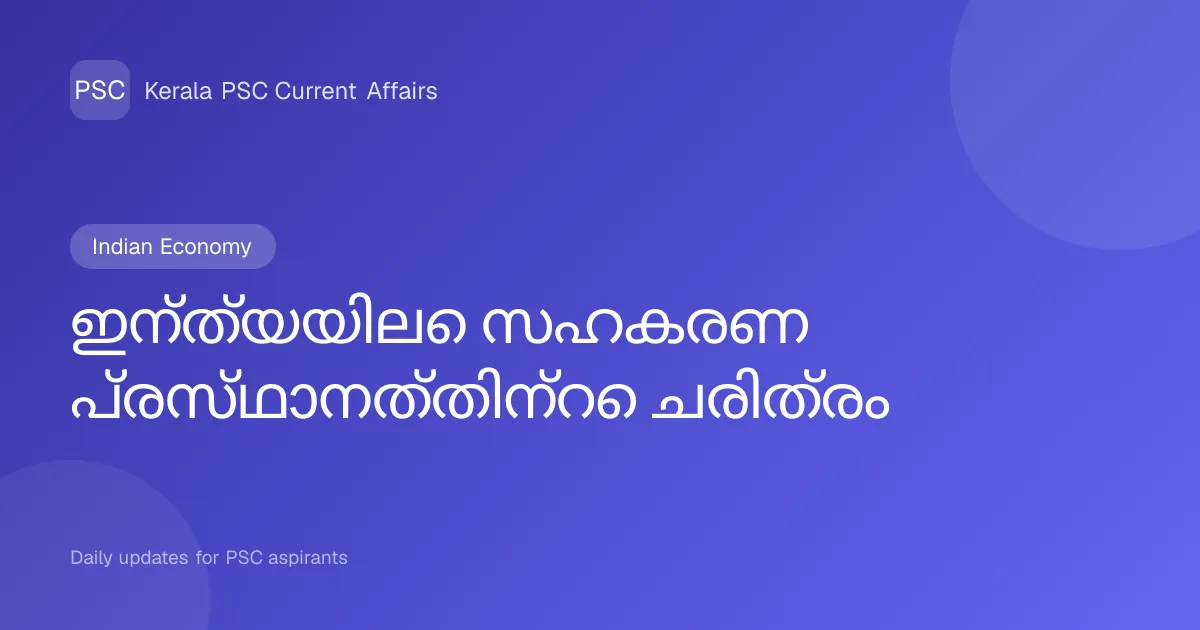 PSC Kerala PSC Current Affairs
Indian Economy
ഇന്ത്യയിലെ സഹകരണ
പ്രസ്ഥാനത്തിന്റെ ചരിത്രം
Daily updates for PSC aspirants